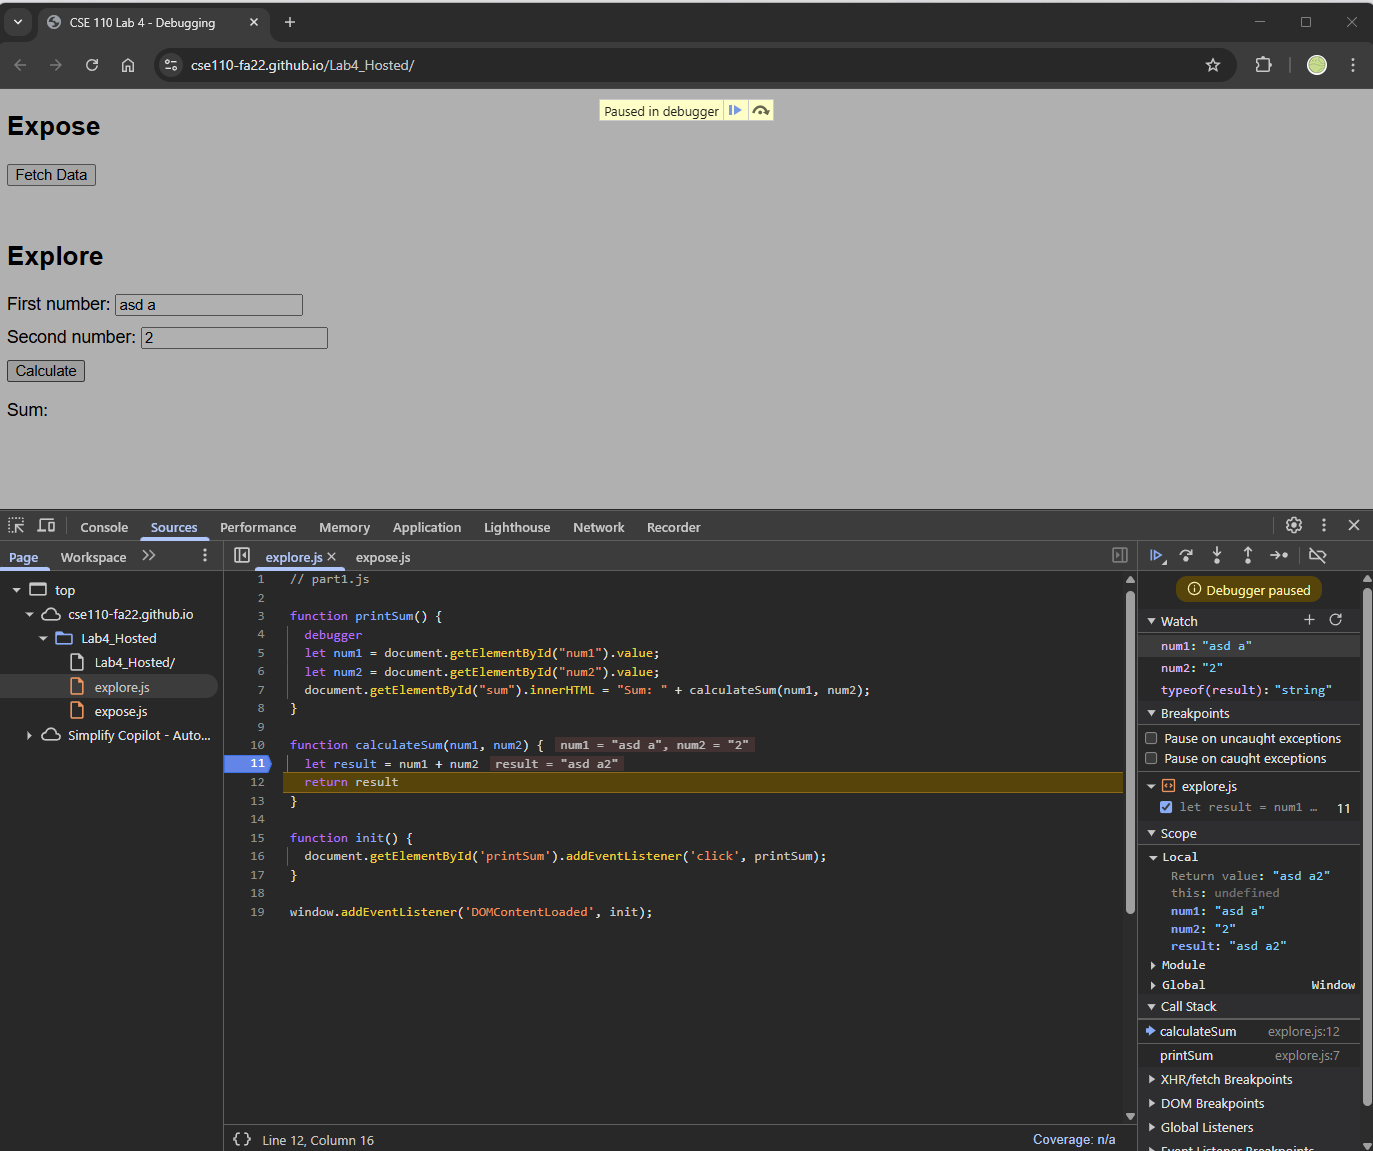 CSE 110 Lab 4 - Debugging
cse110-fa22.github.io/Lab4_Hosted/
Paused in debugger
Expose
Fetch Data
Explore
First number: asd a
Second number: 2
Calculate
Sum:
Console Sources Performance Memory Application Lighthouse Network Recorder
Page Workspace
explore.js expose.js
top
cse110-fa22.github.io
Lab4_Hosted
Lab4_Hosted/
explore.js
expose.js
Simplify Copilot - Auto...
1 // part1.js
2
3 function printSum() {
4 debugger
5 let num1 = document.getElementById("num1").value;
6 let num2 = document.getElementById("num2").value;
7 document.getElementById("sum").innerHTML = "Sum: " + calculateSum(num1, num2);
8 }
9
10 function calculateSum(num1, num2) { num1 = "asd a", num2 = "2"
11 let result = num1 + num2 result = "asd a2"
12 return result
13 }
14
15 function init() {
16 document.getElementById('printSum').addEventListener('click', printSum);
17 }
18
19 window.addEventListener('DOMContentLoaded', init);
{} Line 12, Column 16 Coverage: n/a
Debugger paused
Watch
num1: "asd a"
num2: "2"
typeof(result): "string"
Breakpoints
Pause on uncaught exceptions
Pause on caught exceptions
explore.js
let result = num1 … 11
Scope
Local
Return value: "asd a2"
this: undefined
num1: "asd a"
num2: "2"
result: "asd a2"
Module
Global Window
Call Stack
calculateSum explore.js:12
printSum explore.js:7
XHR/fetch Breakpoints
DOM Breakpoints
Global Listeners
Event Listener Breakpoints